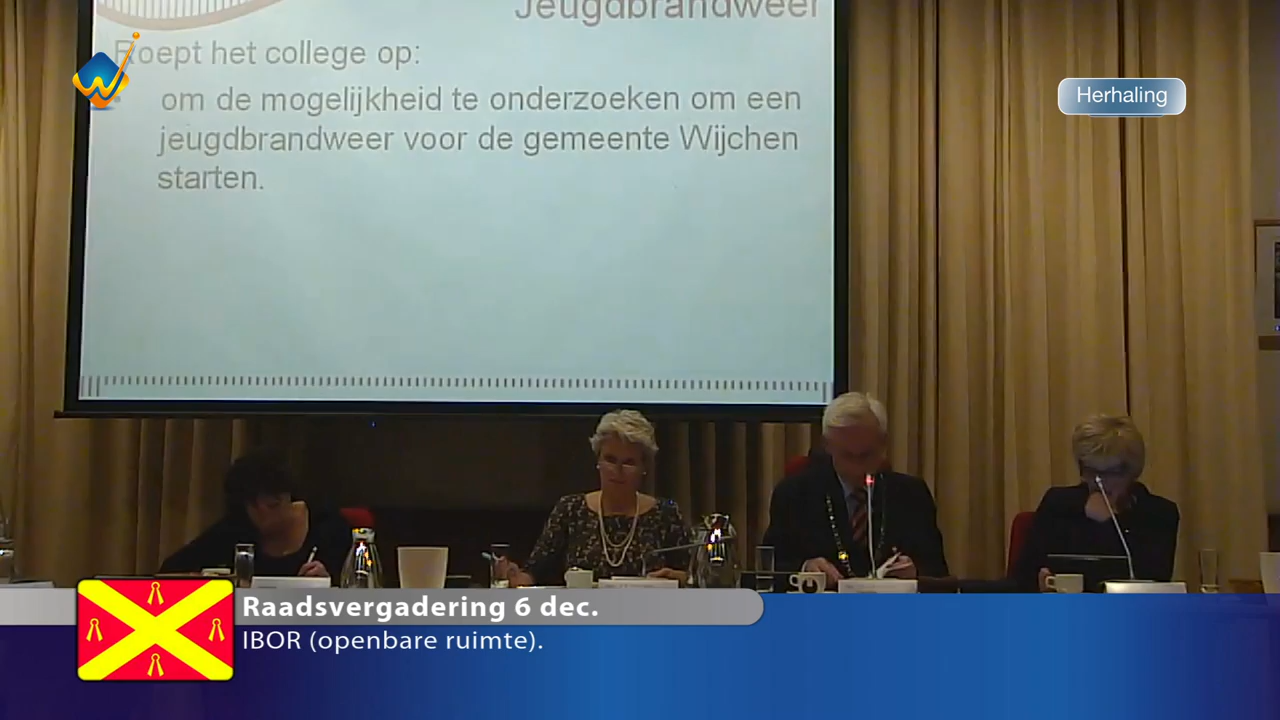 Jeugdbrandweer
Roept het college op:
om de mogelijkheid te onderzoeken om een
jeugdbrandweer voor de gemeente Wijchen
starten.
Herhaling
Raadsvergadering 6 dec.
IBOR (openbare ruimte).